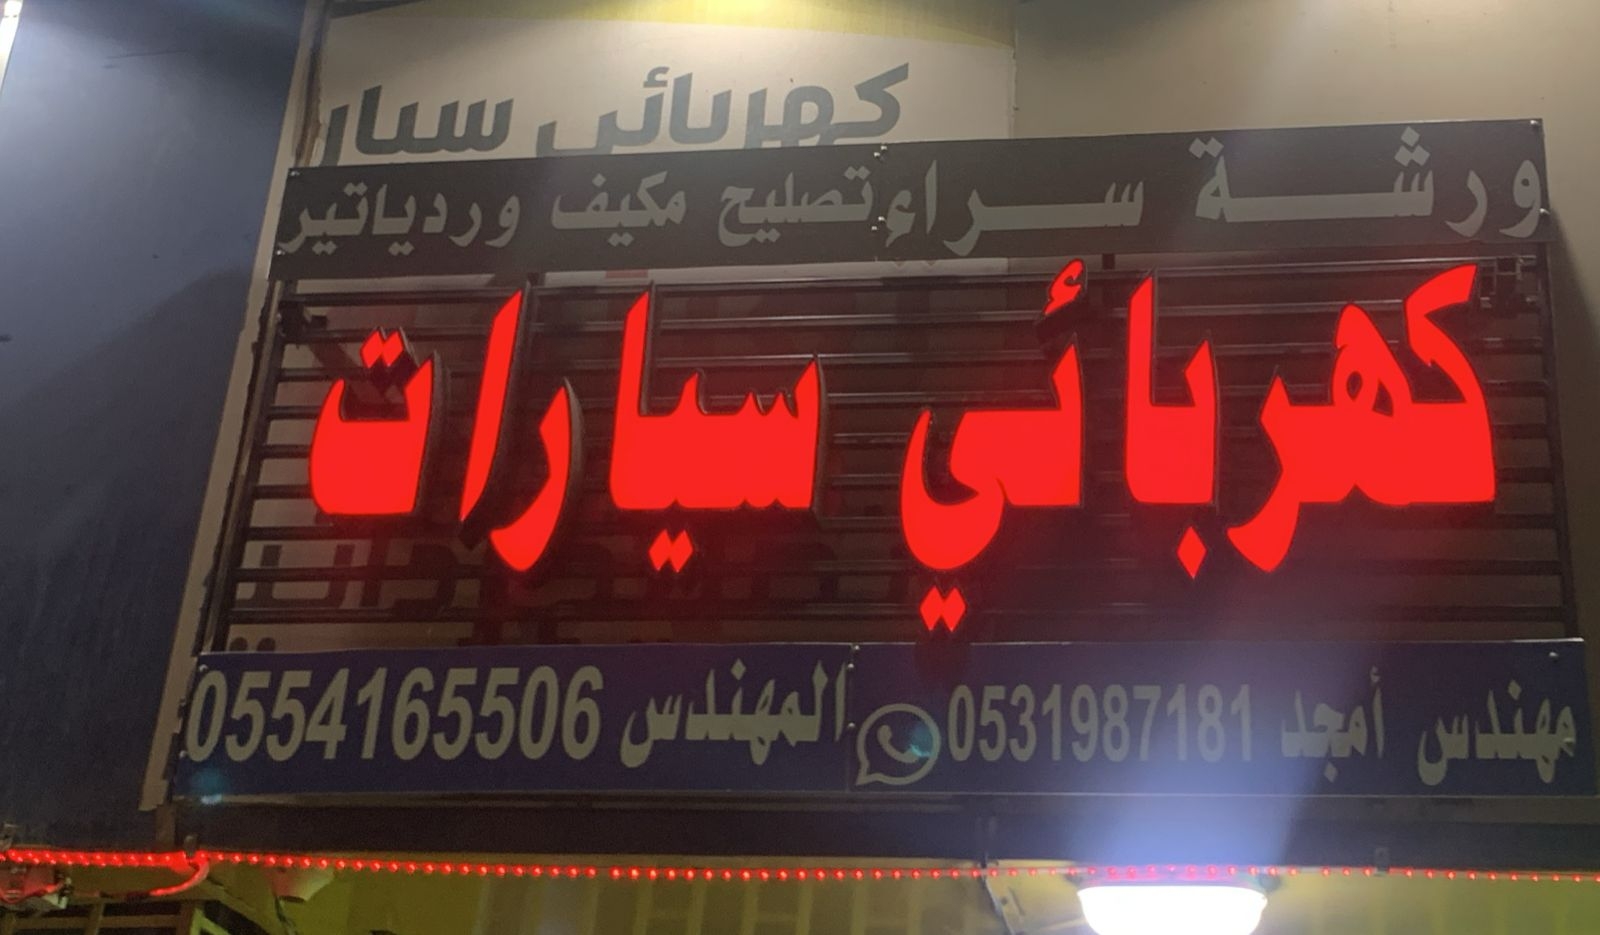 كهربائي سيار
ورشة سراء تصليح مكيف وردياتير
كهربائي سيارات
مهندس أمجد 0531987181 المهندس 0554165506